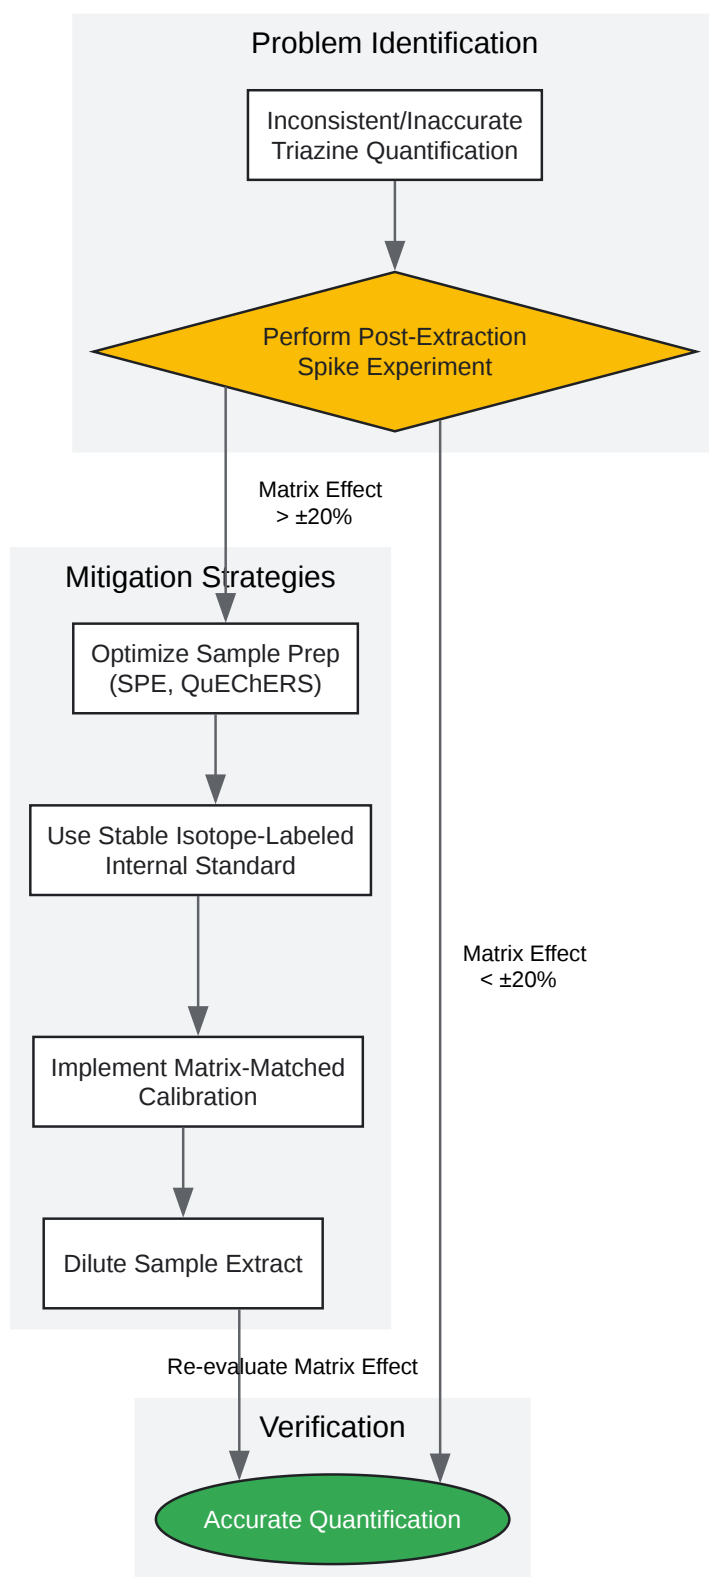 Problem Identification
Inconsistent/Inaccurate
Triazine Quantification
Perform Post-Extraction
Spike Experiment
Matrix Effect
> ±20%
Mitigation Strategies
Optimize Sample Prep
(SPE, QuEChERS)
Use Stable Isotope-Labeled
Internal Standard
Matrix Effect
< ±20%
Implement Matrix-Matched
Calibration
Dilute Sample Extract
Re-evaluate Matrix Effect
Verification
Accurate Quantification